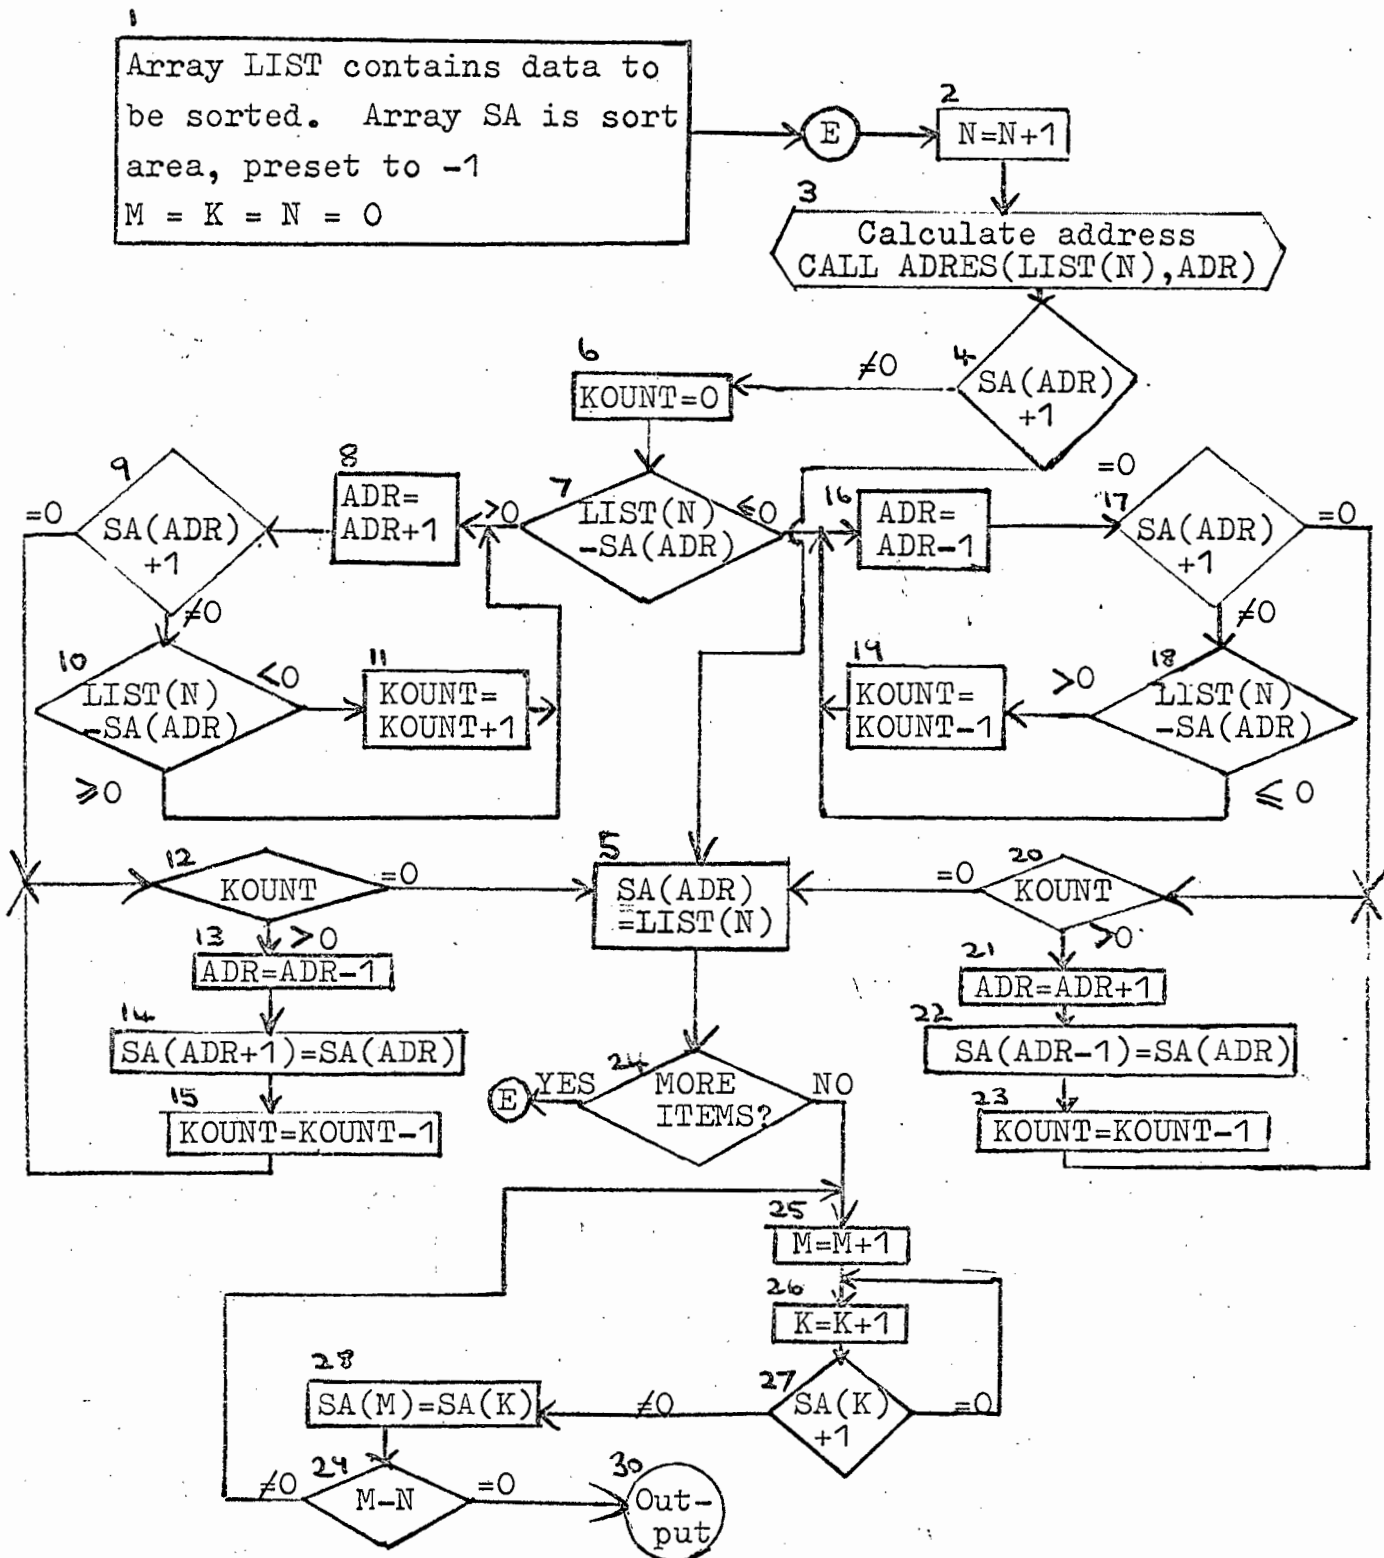 1
Array LIST contains data to
be sorted. Array SA is sort
area, preset to -1
M = K = N = 0
E
2
N=N+1
3
Calculate address
CALL ADRES(LIST(N),ADR)
4
SA(ADR)
+1
≠0
=0
6
KOUNT=0
7
LIST(N)
-SA(ADR)
>0
≤0
8
ADR=
ADR+1
9
SA(ADR)
+1
=0
≠0
10
LIST(N)
-SA(ADR)
<0
≥0
11
KOUNT=
KOUNT+1
16
ADR=
ADR-1
17
SA(ADR)
+1
=0
≠0
18
LIST(N)
-SA(ADR)
>0
≤0
19
KOUNT=
KOUNT-1
12
KOUNT
=0
>0
13
ADR=ADR-1
14
SA(ADR+1)=SA(ADR)
15
KOUNT=KOUNT-1
5
SA(ADR)
=LIST(N)
20
KOUNT
=0
>0
21
ADR=ADR+1
22
SA(ADR-1)=SA(ADR)
23
KOUNT=KOUNT-1
24
MORE
ITEMS?
YES
NO
E
25
M=M+1
26
K=K+1
27
SA(K)
+1
≠0
=0
28
SA(M)=SA(K)
29
M-N
≠0
=0
30
Out-
put